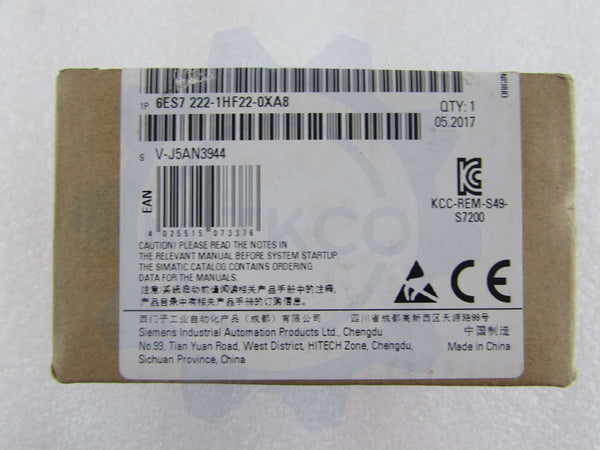 1P 6ES7 222-1HF22-0XA8
QTY: 1
05.2017
S V-J5AN3944
EAN
4 025515 073376
KCC-REM-S49-
S7200
CAUTION! PLEASE READ THE NOTES IN
THE RELEVANT MANUAL BEFORE SYSTEM STARTUP.
THE SIMATIC CATALOG CONTAINS ORDERING
DATA FOR THE MANUALS.
注意:系统启动前请阅读相关产品手册中的注释,
产品目录中有相关产品手册的订购信息。
CE
西门子工业自动化产品(成都)有限公司 四川省成都高新西区天源路99号
Siemens Industrial Automation Products Ltd., Chengdu
No.99, Tian Yuan Road, West District, HITECH Zone, Chengdu,
Sichuan Province, China
中国制造
Made in China